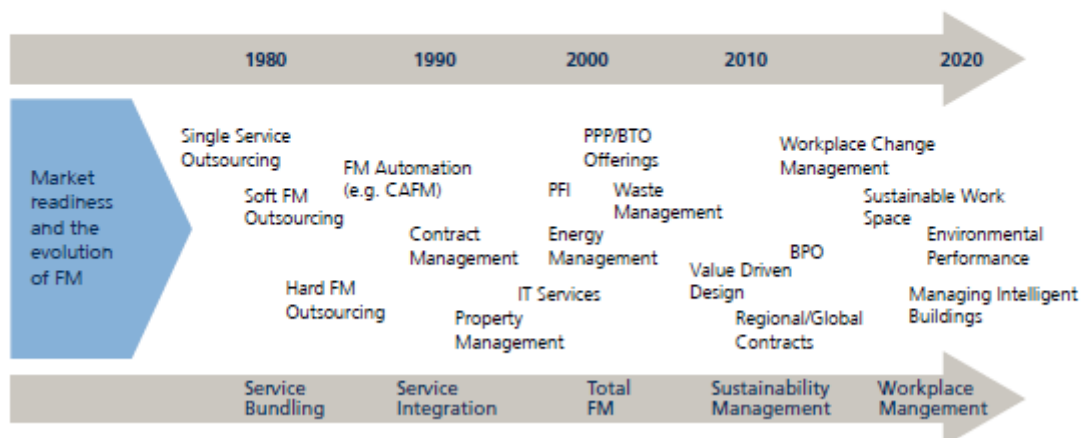 1980
1990
2000
2010
2020
Market
readiness
and the
evolution
of FM
Single Service
Outsourcing
Soft FM
Outsourcing
Hard FM
Outsourcing
FM Automation
(e.g. CAFM)
Contract
Management
Property
Management
IT Services
PPP/BTO
Offerings
PFI
Waste
Management
Energy
Management
Value Driven
Design
BPO
Regional/Global
Contracts
Workplace Change
Management
Sustainable Work
Space
Environmental
Performance
Managing Intelligent
Buildings
Service
Bundling
Service
Integration
Total
FM
Sustainability
Management
Workplace
Mangement